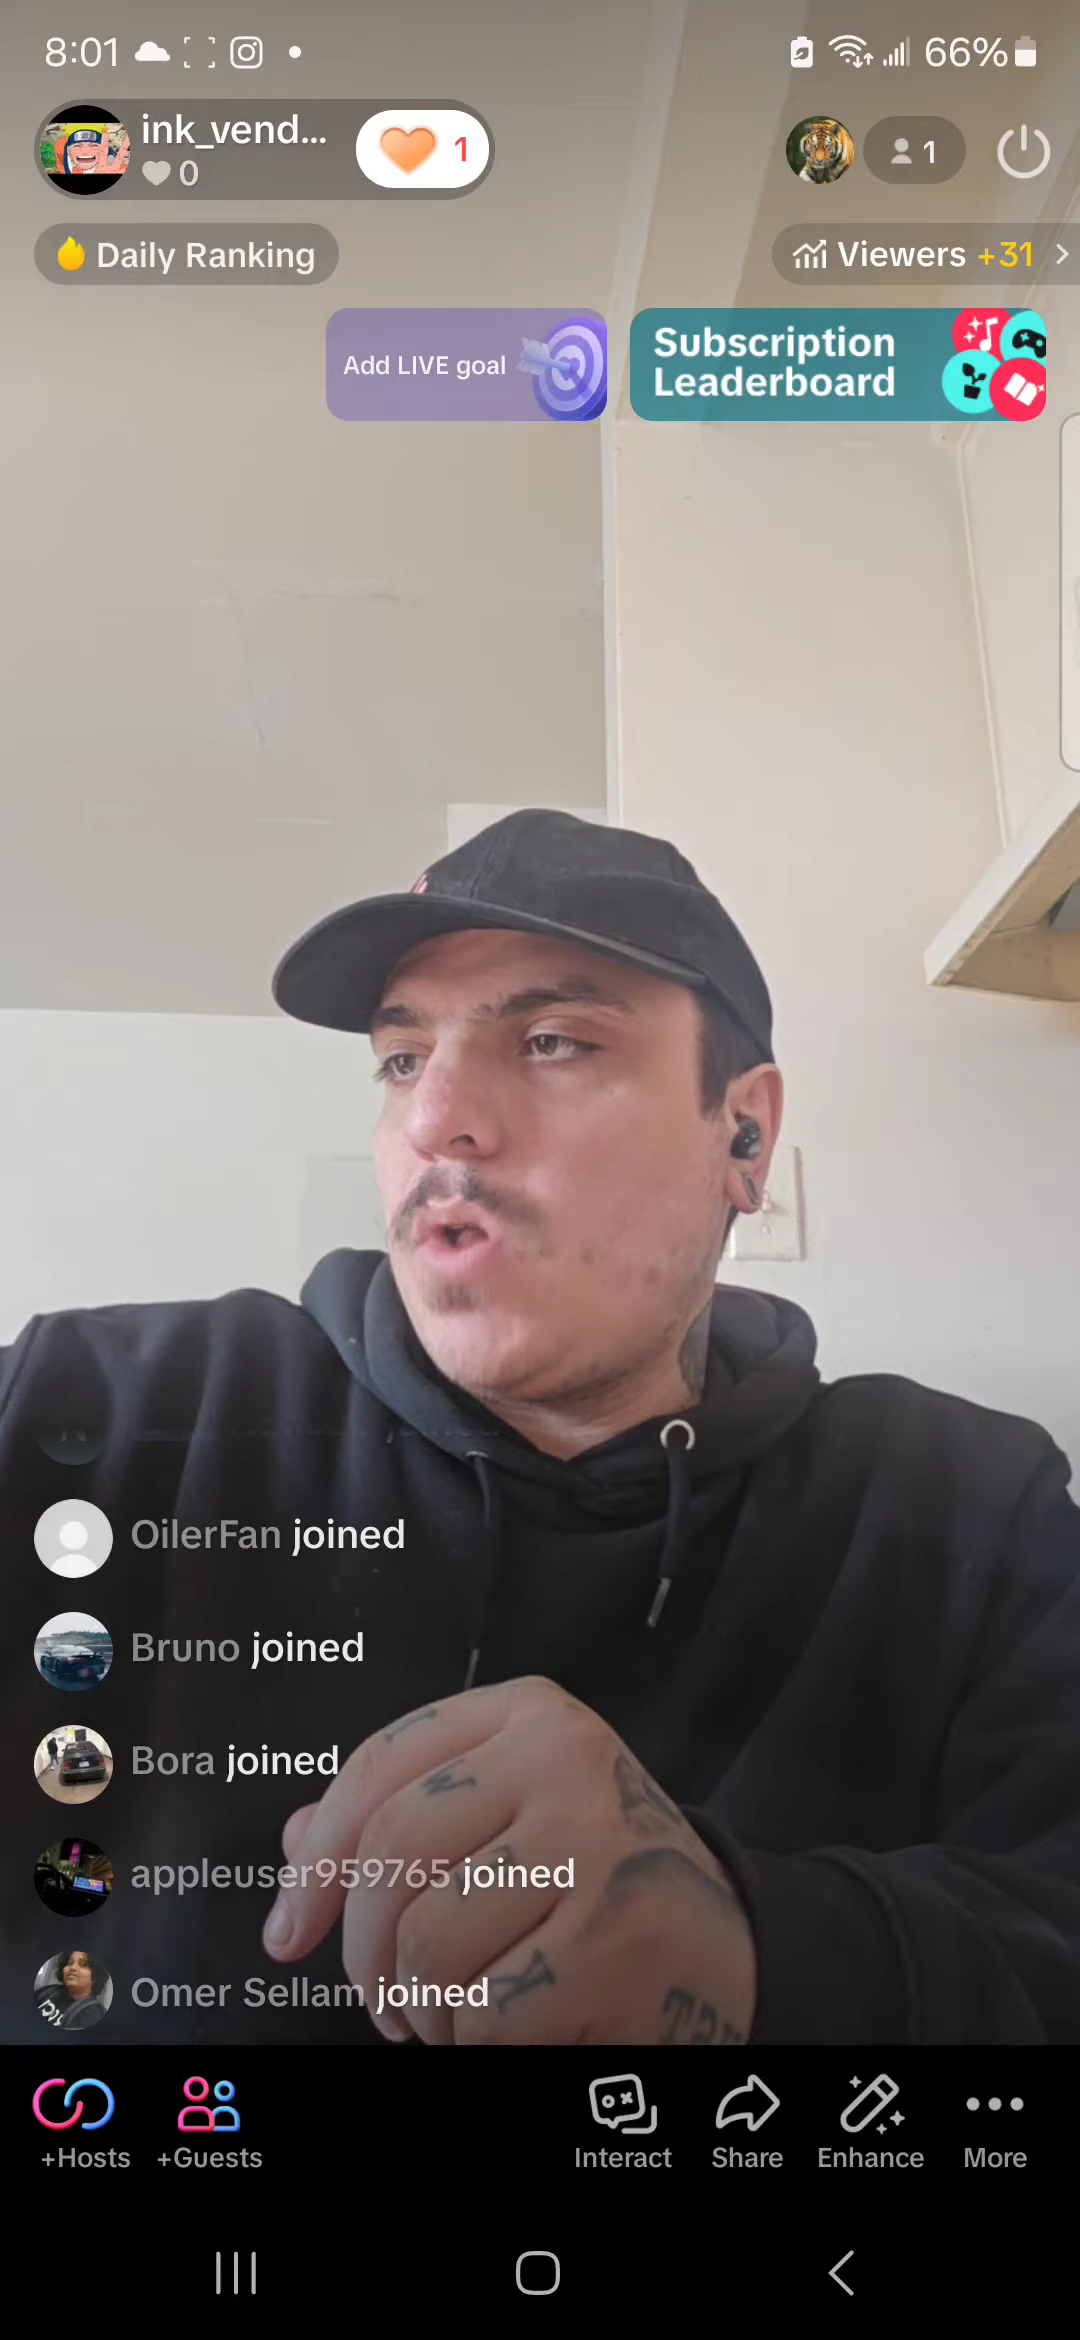 8:01
66%
ink_vend...
0
1
1
Daily Ranking
Viewers +31
Add LIVE goal
Subscription
Leaderboard
OilerFan joined
Bruno joined
Bora joined
appleuser959765 joined
Omer Sellam joined
+Hosts
+Guests
Interact
Share
Enhance
More